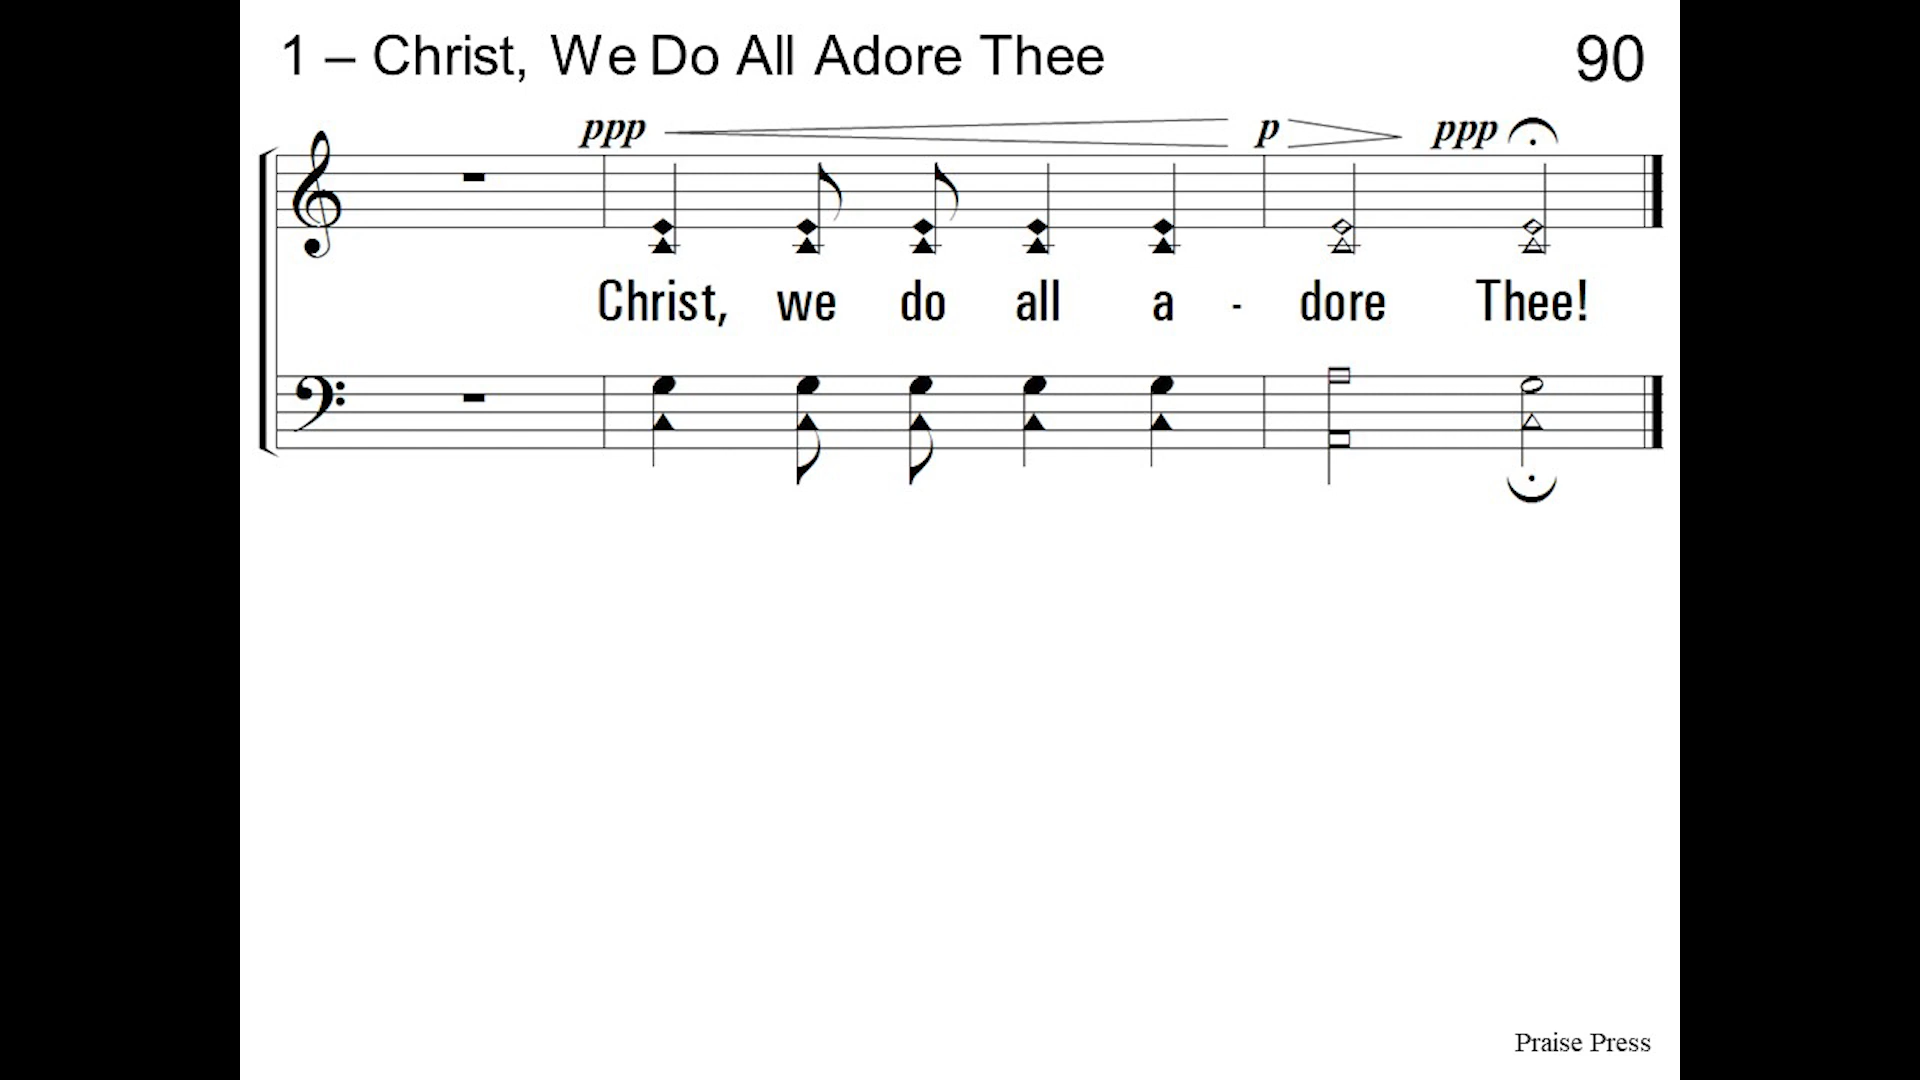 1 – Christ, We Do All Adore Thee 90
ppp p ppp
Christ, we do all a - dore Thee!
Praise Press